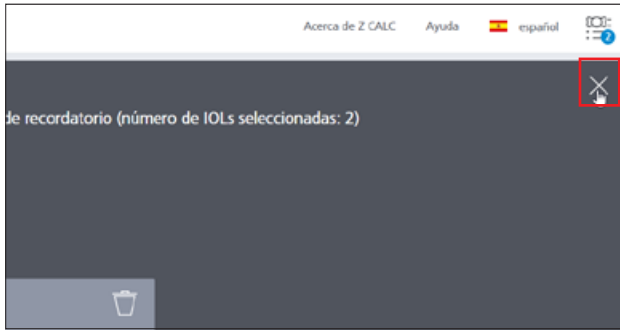 Acerca de Z CALC Ayuda español 2
de recordatorio (número de IOLs seleccionadas: 2)